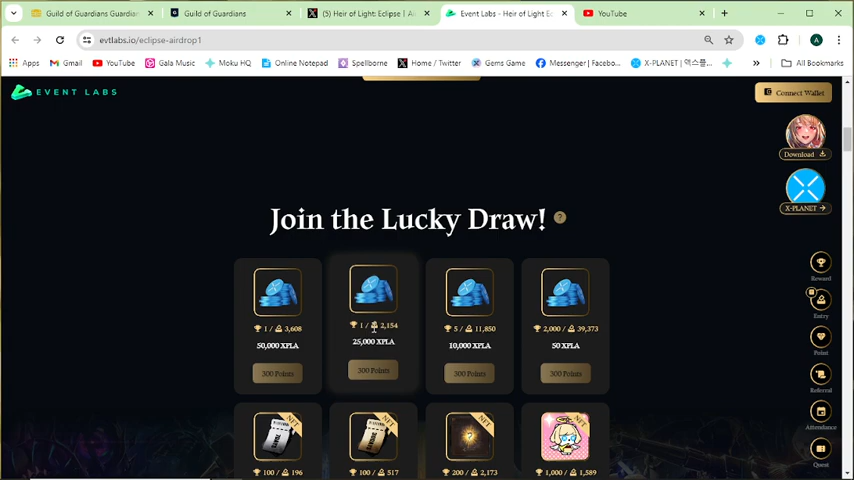 Guild of Guardians Guardian
Guild of Guardians
(5) Heir of Light: Eclipse | Ai
Event Labs - Heir of Light Ec
YouTube
evtlabs.io/eclipse-airdrop1
A
Apps
Gmail
YouTube
Gala Music
Moku HQ
Online Notepad
Spellborne
Home / Twitter
Gems Game
Messenger | Facebo...
X-PLANET | 엑스플...
All Bookmarks
EVENT LABS
Connect Wallet
Download
X-PLANET →
Join the Lucky Draw! ?
1 / 3,608
50,000 XPLA
300 Points
1 / 2,154
25,000 XPLA
300 Points
5 / 11,850
10,000 XPLA
300 Points
2,000 / 39,373
50 XPLA
300 Points
NFT
100 / 196
NFT
100 / 517
NFT
200 / 2,173
NFT
1,000 / 1,589
Reward
Entry
Point
Referral
Attendance
Quest